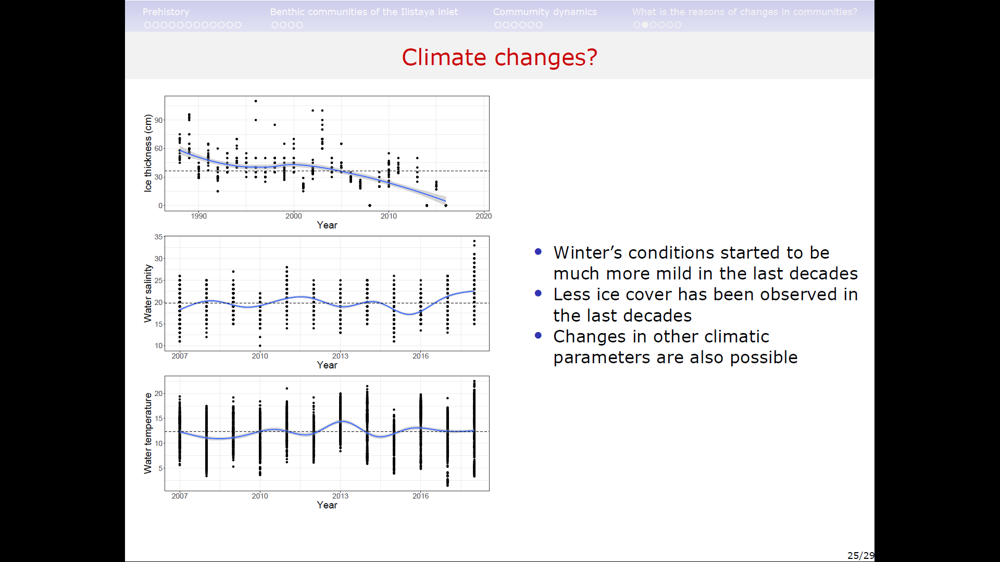 Prehistory
Benthic communities of the Ilistaya inlet
Commumity dynamics
What is the reasons of changes in communities?
Climate changes?
Ice thickness (cm)
90
60
30
0
1990 2000 2010 2020
Year
Water salinity
35
30
25
20
15
10
2007 2010 2013 2016
Year
Water temperature
20
15
10
5
2007 2010 2013 2016
Year
• Winter’s conditions started to be
much more mild in the last decades
• Less ice cover has been observed in
the last decades
• Changes in other climatic
parameters are also possible
25/29